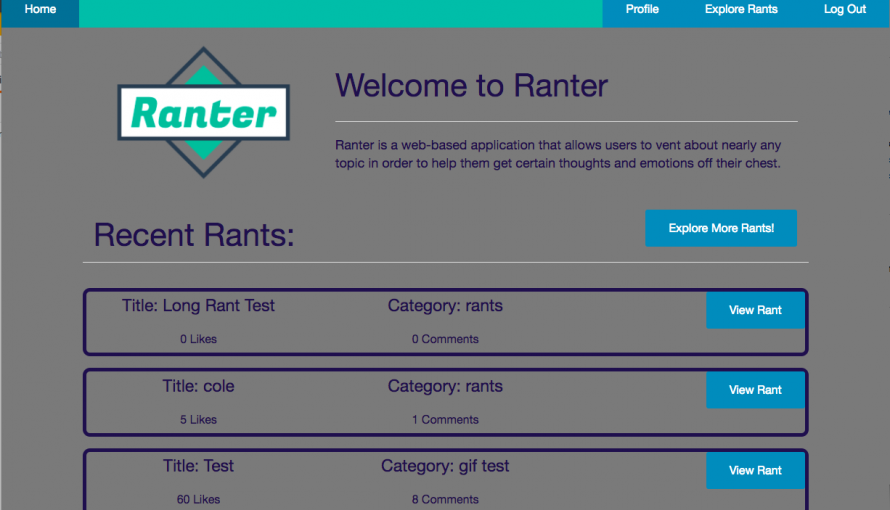 Home Profile Explore Rants Log Out
Ranter
Welcome to Ranter
Ranter is a web-based application that allows users to vent about nearly any
topic in order to help them get certain thoughts and emotions off their chest.
Recent Rants:
Explore More Rants!
Title: Long Rant Test Category: rants View Rant
0 Likes 0 Comments
Title: cole Category: rants View Rant
5 Likes 1 Comments
Title: Test Category: gif test View Rant
60 Likes 8 Comments